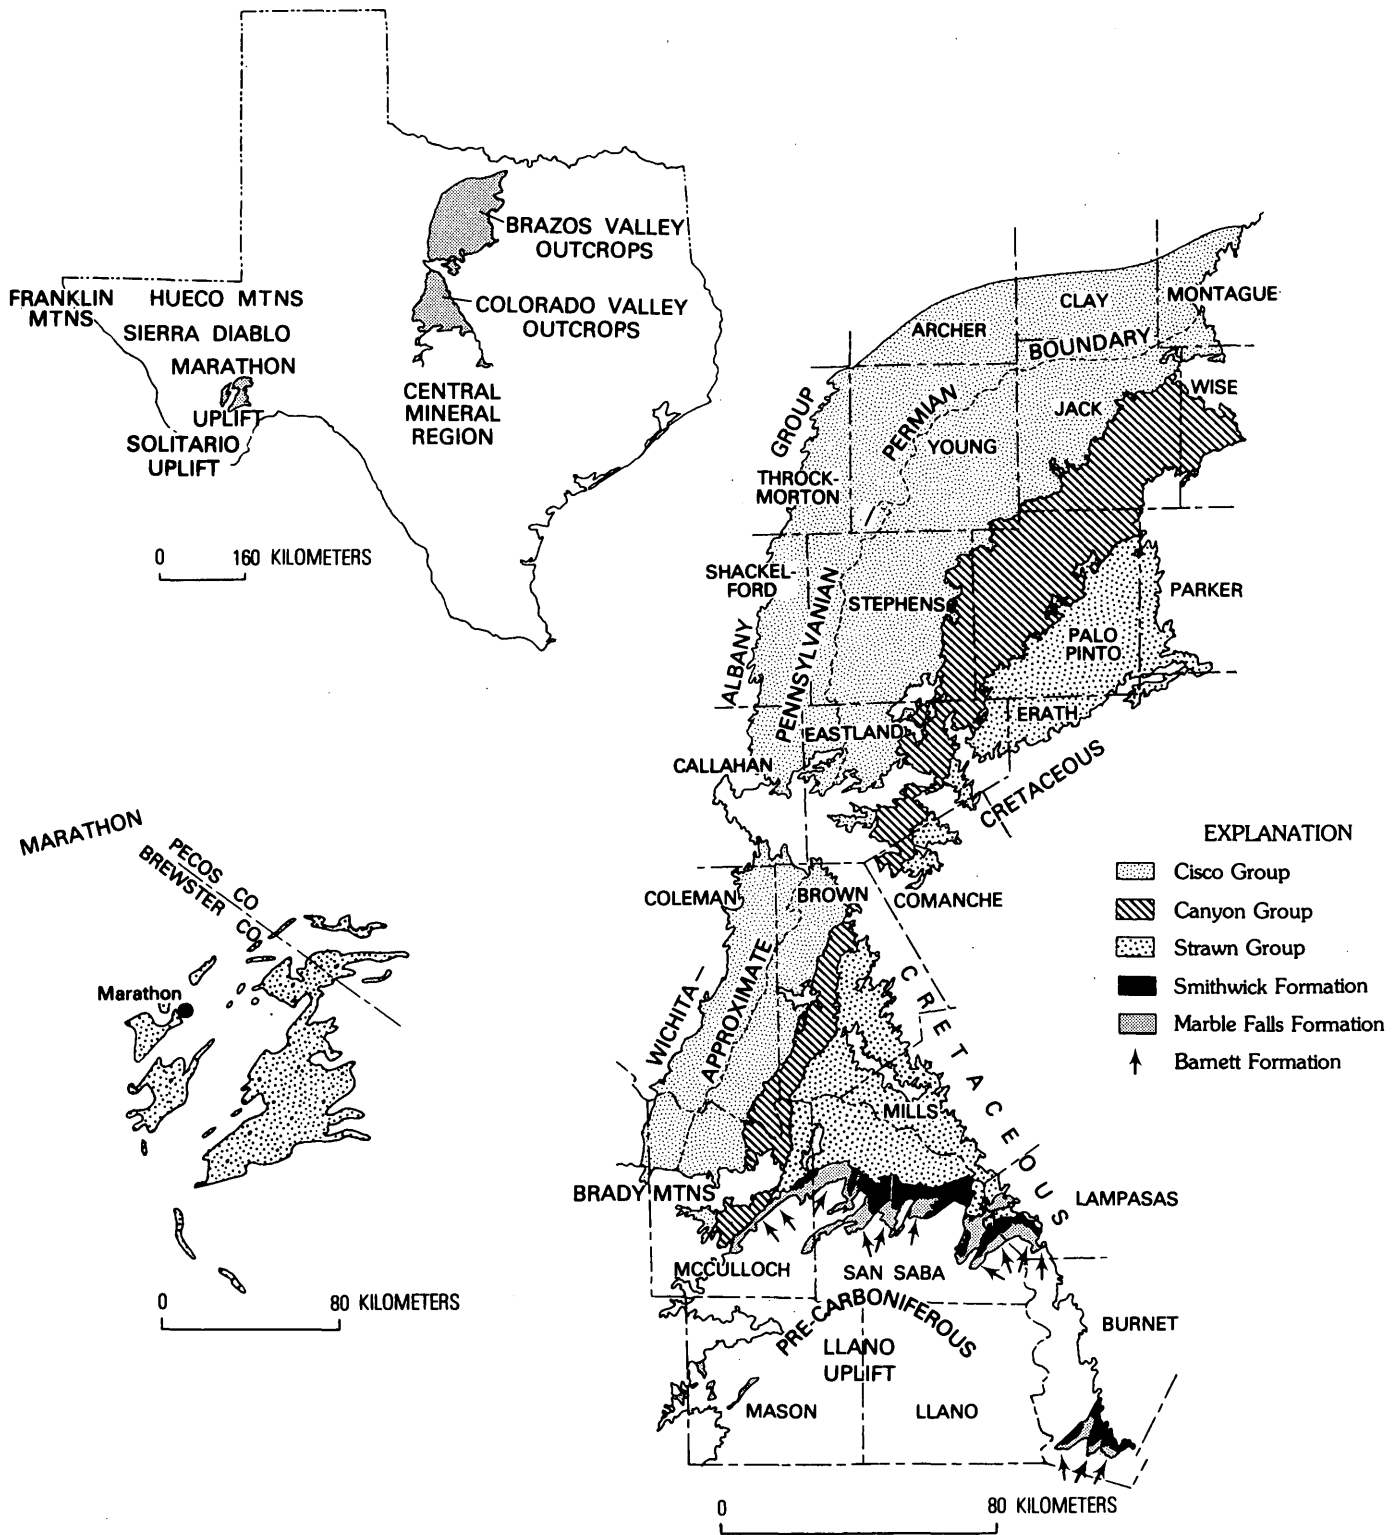 BRAZOS VALLEY
OUTCROPS
FRANKLIN
MTNS
HUECO MTNS
SIERRA DIABLO
COLORADO VALLEY
OUTCROPS
MARATHON
UPLIFT
SOLITARIO
UPLIFT
CENTRAL
MINERAL
REGION
0 160 KILOMETERS
MARATHON
PECOS CO
BREWSTER CO
Marathon
0 80 KILOMETERS
CLAY
MONTAGUE
ARCHER
BOUNDARY
WISE
GROUP
PERMIAN
JACK
YOUNG
THROCK-
MORTON
SHACKEL-
FORD
PENNSYLVANIAN
STEPHENS
PARKER
PALO
PINTO
ALBANY
ERATH
EASTLAND
CALLAHAN
CRETACEOUS
COLEMAN
BROWN
COMANCHE
WICHITA
APPROXIMATE
CRETACEOUS
MILLS
BRADY MTNS
LAMPASAS
MCCULLOCH
SAN SABA
PRE-CARBONIFEROUS
LLANO
UPLIFT
BURNET
MASON
LLANO
0 80 KILOMETERS
EXPLANATION
Cisco Group
Canyon Group
Strawn Group
Smithwick Formation
Marble Falls Formation
Barnett Formation